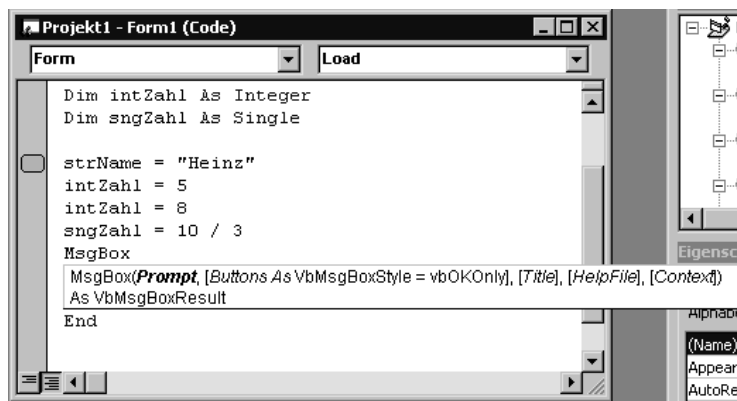 Projekt1 - Form1 (Code)
Form
Load
Dim intZahl As Integer
Dim sngZahl As Single
strName = "Heinz"
intZahl = 5
intZahl = 8
sngZahl = 10 / 3
MsgBox
MsgBox(Prompt, [Buttons As VbMsgBoxStyle = vbOKOnly], [Title], [HelpFile], [Context])
As VbMsgBoxResult
End
Eigensc
Alphab
(Name)
Appear
AutoRe